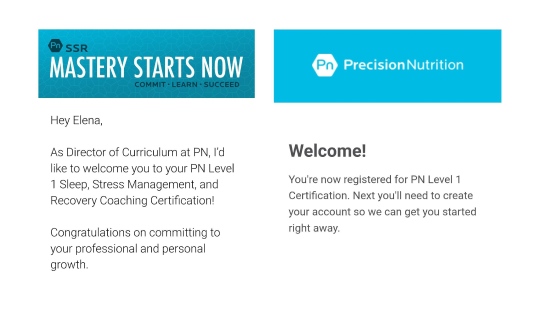 Pn SSR
MASTERY STARTS NOW
COMMIT • LEARN • SUCCEED
Hey Elena,
As Director of Curriculum at PN, I'd
like to welcome you to your PN Level
1 Sleep, Stress Management, and
Recovery Coaching Certification!
Congratulations on committing to
your professional and personal
growth.
Pn PrecisionNutrition
Welcome!
You're now registered for PN Level 1
Certification. Next you'll need to create
your account so we can get you started
right away.